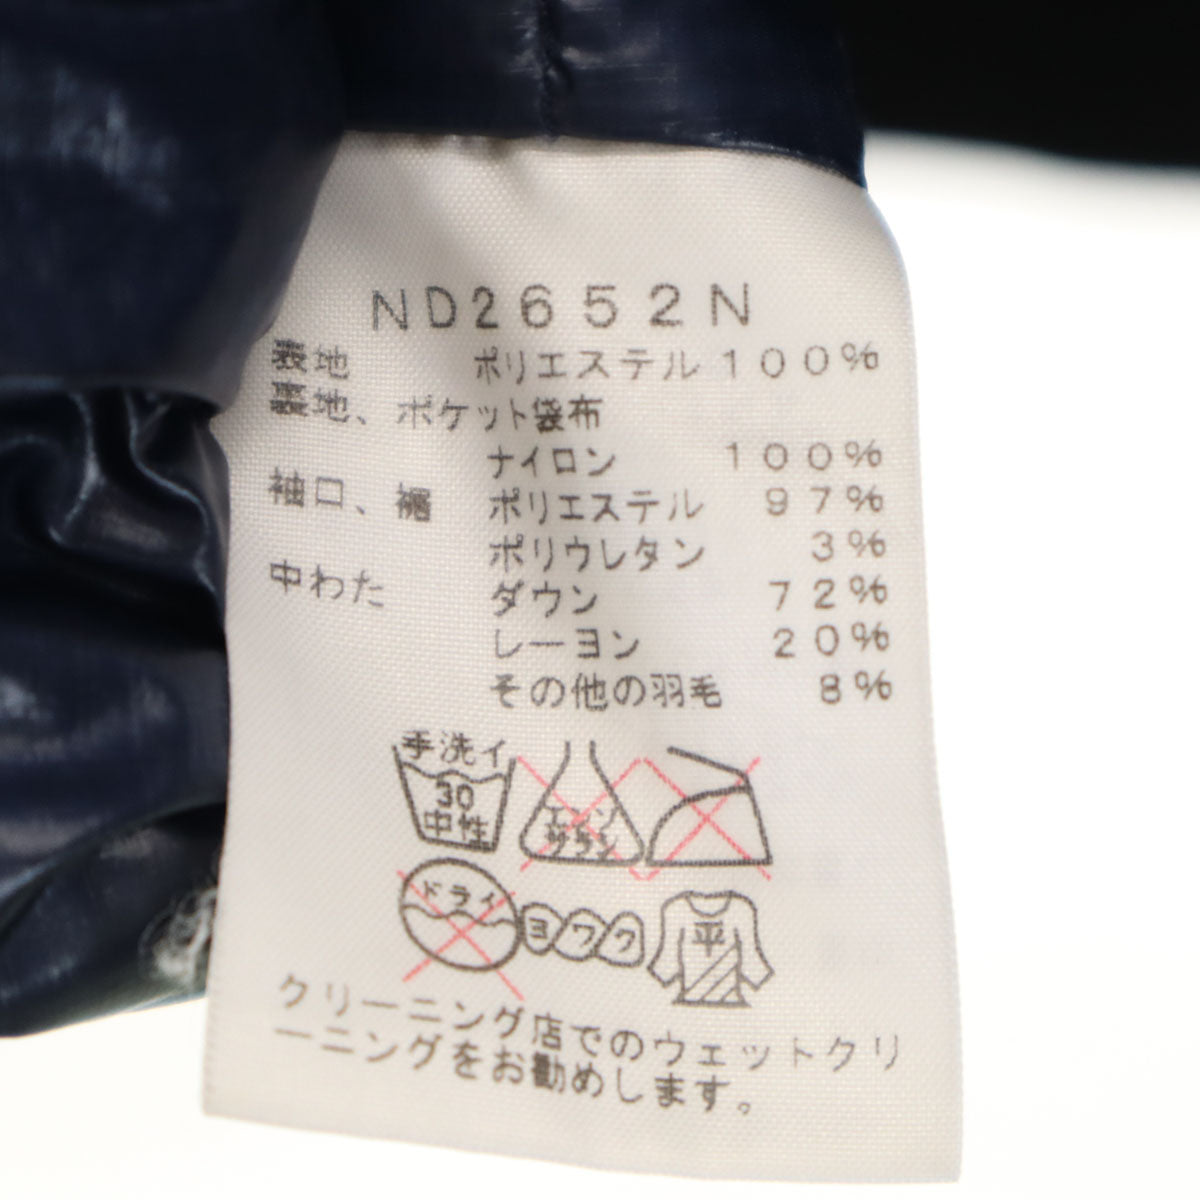 ND2652N
表地 ポリエステル100%
裏地、ポケット袋布
ナイロン 100%
袖口、裾 ポリエステル 97%
ポリウレタン 3%
中わた ダウン 72%
レーヨン 20%
その他の羽毛 8%
手洗イ
30
中性
エンソ
サラシ
ドライ
ヨワク
平
クリーニング店でのウェットクリ
ーニングをお勧めします。